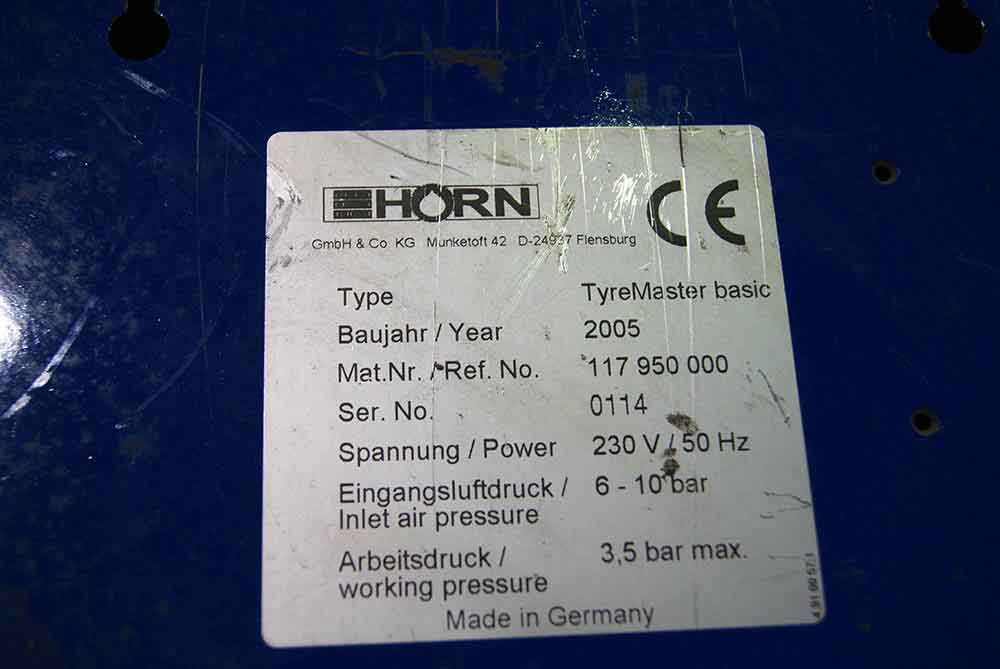 HORN
CE
GmbH & Co. KG Munketoft 42 D-24937 Flensburg
Type TyreMaster basic
Baujahr / Year 2005
Mat.Nr. / Ref. No. 117 950 000
Ser. No. 0114
Spannung / Power 230 V / 50 Hz
Eingangsluftdruck / 6 - 10 bar
Inlet air pressure
Arbeitsdruck / 3,5 bar max.
working pressure
Made in Germany